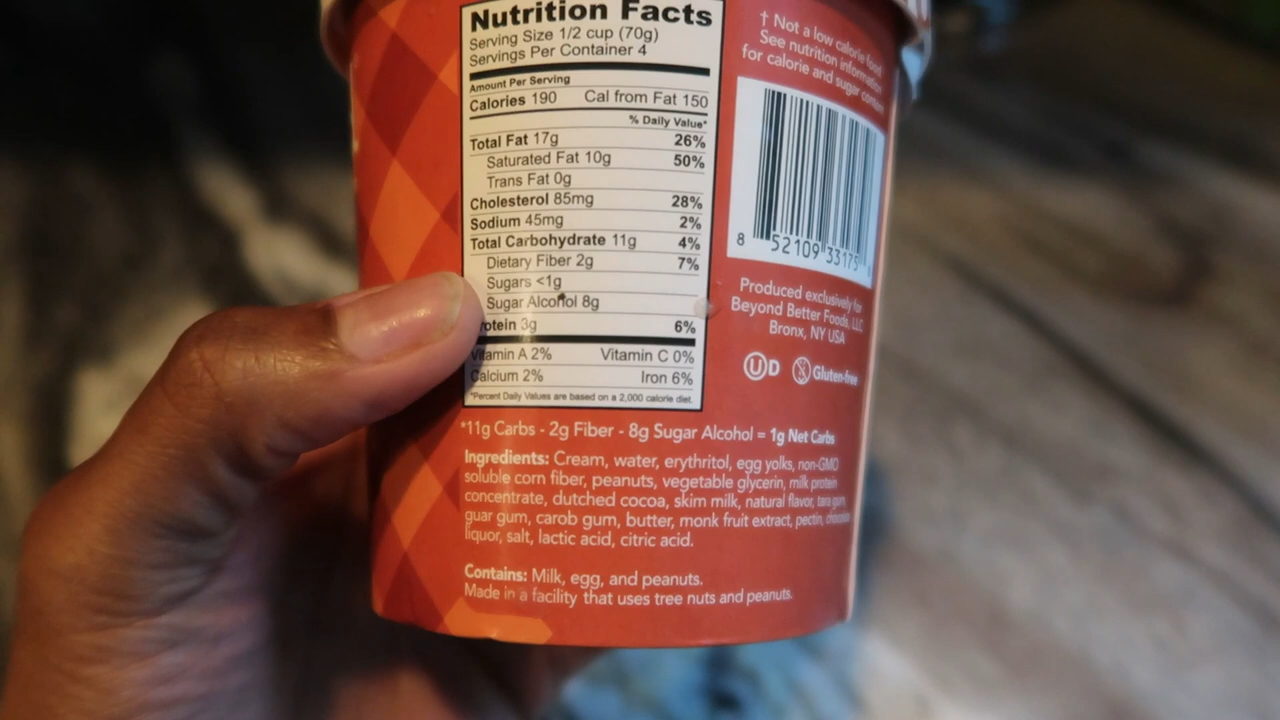 Nutrition Facts
Serving Size 1/2 cup (70g)
Servings Per Container 4
Amount Per Serving
Calories 190 Cal from Fat 150
% Daily Value*
Total Fat 17g 26%
Saturated Fat 10g 50%
Trans Fat 0g
Cholesterol 85mg 28%
Sodium 45mg 2%
Total Carbohydrate 11g 4%
Dietary Fiber 2g 7%
Sugars <1g
Sugar Alcohol 8g
otein 3g 6%
Vitamin A 2% Vitamin C 0%
Calcium 2% Iron 6%
*Percent Daily Values are based on a 2,000 calorie diet.
*11g Carbs - 2g Fiber - 8g Sugar Alcohol = 1g Net Carbs
Ingredients: Cream, water, erythritol, egg yolks, non-GMO
soluble corn fiber, peanuts, vegetable glycerin, milk protein
concentrate, dutched cocoa, skim milk, natural flavor, tara gum,
guar gum, carob gum, butter, monk fruit extract, pectin, chocolate
liquor, salt, lactic acid, citric acid.
Contains: Milk, egg, and peanuts.
Made in a facility that uses tree nuts and peanuts.
† Not a low calorie food.
See nutrition information
for calorie and sugar
8 52109 33175
Produced exclusively for
Beyond Better Foods, LLC
Bronx, NY USA
U D Gluten-free